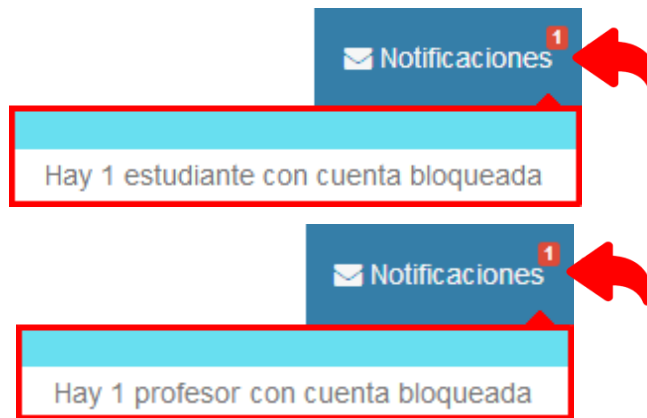 Notificaciones 1
Hay 1 estudiante con cuenta bloqueada
Notificaciones 1
Hay 1 profesor con cuenta bloqueada